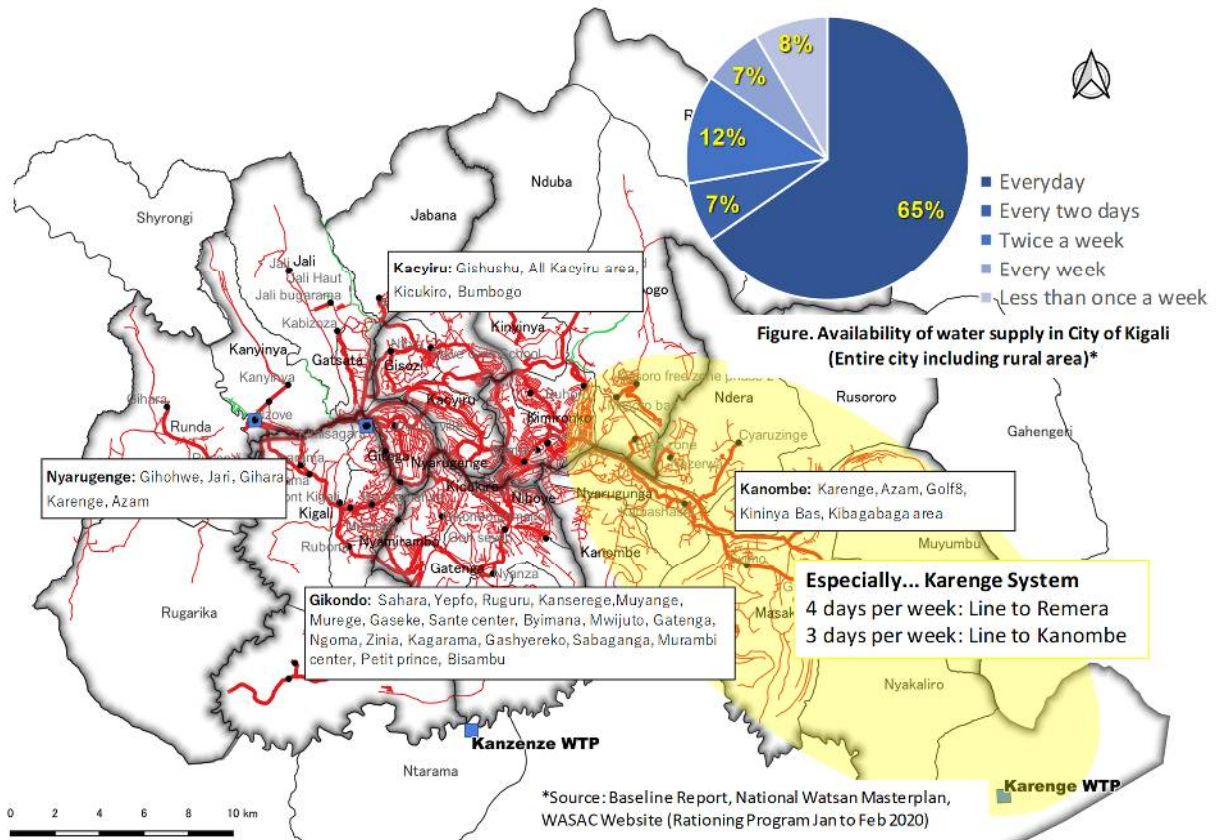 8%
7%
12%
7%
65%
Everyday
Every two days
Twice a week
Every week
Less than once a week
Figure. Availability of water supply in City of Kigali
(Entire city including rural area)*
Nduba
Jabana
Shyrongi
Jali
Jali
Jali Haut
Jali bugarama
Kabizoza
Kacyiru: Gishushu, All Kacyiru area,
Kicukiro, Bumbogo
Kinyinya
Kanyinya
Gatsata
Gisozi
Kanyinya
Kacyiru
Ndera
Rusororo
Gihara
Runda
Kimironko
Cyaruzinge
Gahengeri
Gitega
Nyarugenge
Nyarugenge: Gihohwe, Jari, Gihara,
Karenge, Azam
Kicukiro
Niboye
Nyarugunga
Kanombe: Karenge, Azam, Golf8,
Kininya Bas, Kibagabaga area
Kigali
Nyamirambo
Kanombe
Muyumbu
Gatenga
Nyanza
Especially... Karenge System
4 days per week: Line to Remera
3 days per week: Line to Kanombe
Rugarika
Gikondo: Sahara, Yepfo, Ruguru, Kanserege,Muyange,
Murege, Gaseke, Sante center, Byimana, Mwijuto, Gatenga,
Ngoma, Zinia, Kagarama, Gashyereko, Sabaganga, Murambi
center, Petit prince, Bisambu
Masak
Nyakaliro
Kanzenze WTP
Ntarama
Karenge WTP
*Source: Baseline Report, National Watsan Masterplan,
WASAC Website (Rationing Program Jan to Feb 2020)
0 2 4 6 8 10 km